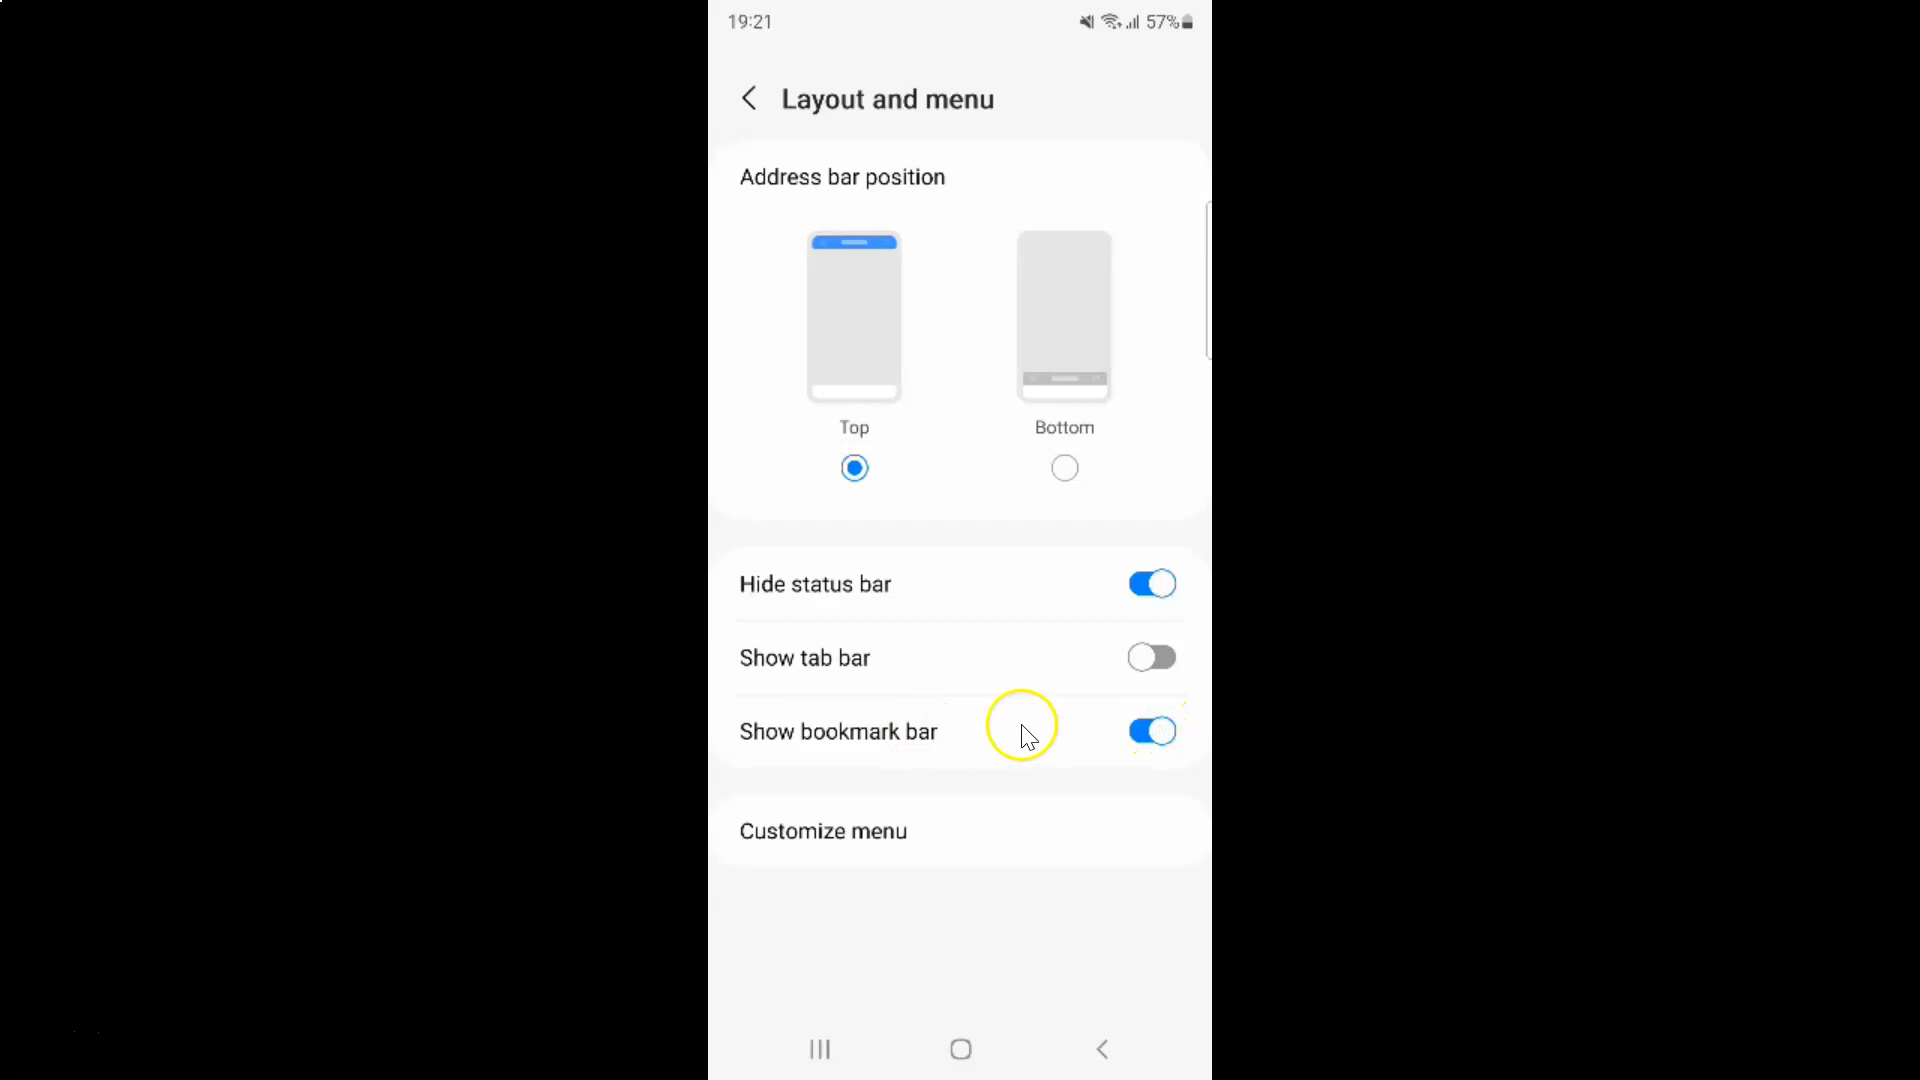 19:21
57%
Layout and menu
Address bar position
Top
Bottom
Hide status bar
Show tab bar
Show bookmark bar
Customize menu